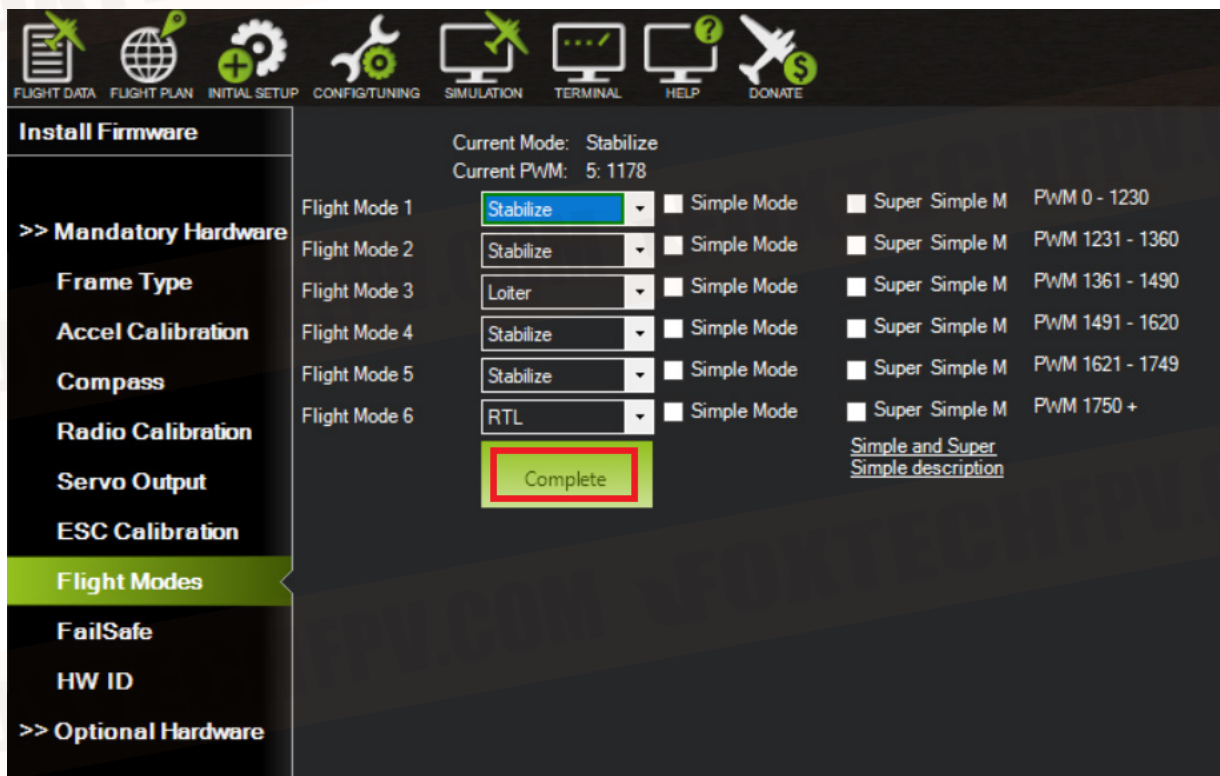 FLIGHT DATA FLIGHT PLAN INITIAL SETUP CONFIG/TUNING SIMULATION TERMINAL HELP DONATE
Install Firmware
>> Mandatory Hardware
Frame Type
Accel Calibration
Compass
Radio Calibration
Servo Output
ESC Calibration
Flight Modes
FailSafe
HW ID
>> Optional Hardware
Current Mode: Stabilize
Current PWM: 5: 1178
Flight Mode 1 Stabilize Simple Mode Super Simple M PWM 0 - 1230
Flight Mode 2 Stabilize Simple Mode Super Simple M PWM 1231 - 1360
Flight Mode 3 Loiter Simple Mode Super Simple M PWM 1361 - 1490
Flight Mode 4 Stabilize Simple Mode Super Simple M PWM 1491 - 1620
Flight Mode 5 Stabilize Simple Mode Super Simple M PWM 1621 - 1749
Flight Mode 6 RTL Simple Mode Super Simple M PWM 1750 +
Simple and Super
Simple description
Complete